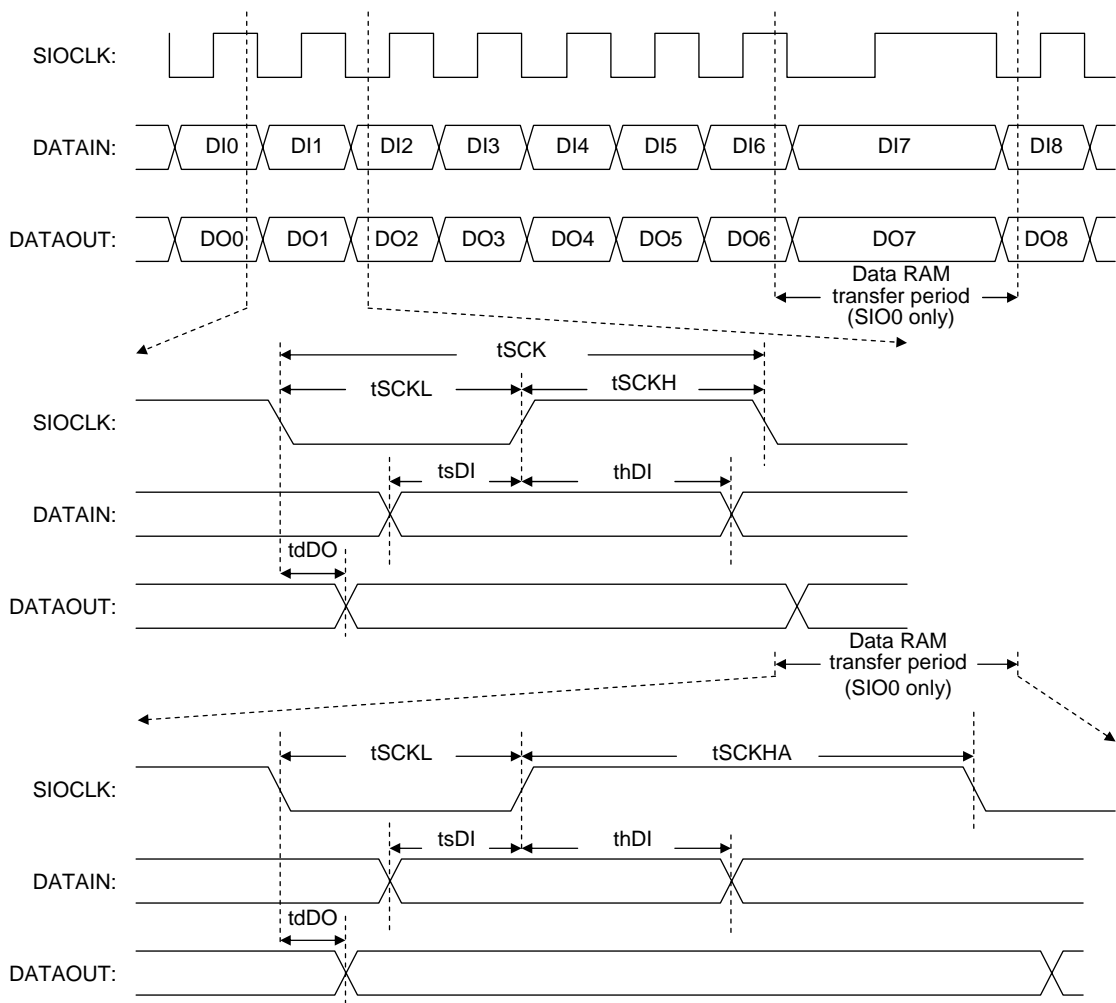 SIOCLK:
DATAIN:
DI0 DI1 DI2 DI3 DI4 DI5 DI6 DI7 DI8
DATAOUT:
DO0 DO1 DO2 DO3 DO4 DO5 DO6 DO7 DO8
Data RAM
transfer period
(SIO0 only)
tSCK
tSCKL tSCKH
SIOCLK:
tsDI thDI
DATAIN:
tdDO
DATAOUT:
Data RAM
transfer period
(SIO0 only)
tSCKL tSCKHA
SIOCLK:
tsDI thDI
DATAIN:
tdDO
DATAOUT: